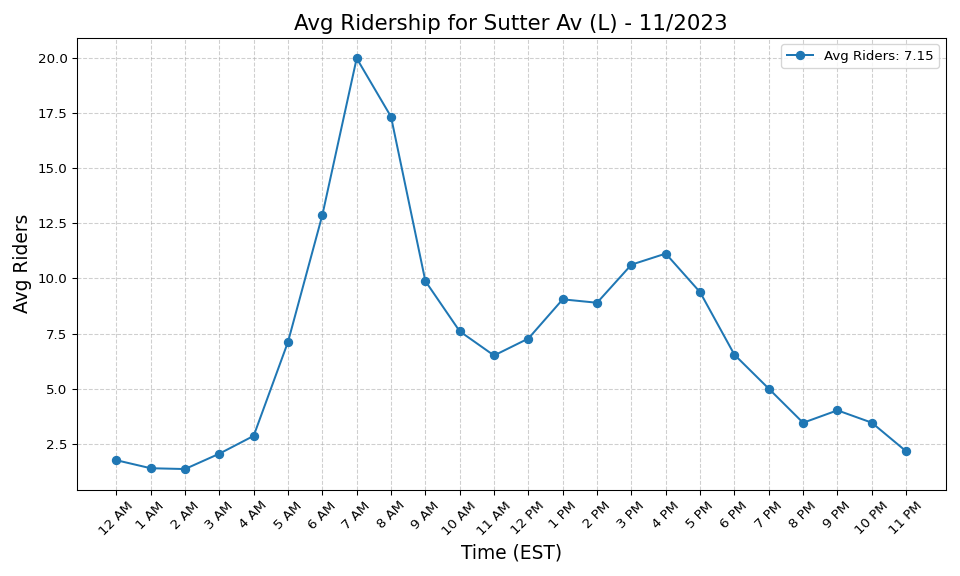 Avg Ridership for Sutter Av (L) - 11/2023
Avg Riders: 7.15
Avg Riders
20.0
17.5
15.0
12.5
10.0
7.5
5.0
2.5
12 AM
1 AM
2 AM
3 AM
4 AM
5 AM
6 AM
7 AM
8 AM
9 AM
10 AM
11 AM
12 PM
1 PM
2 PM
3 PM
4 PM
5 PM
6 PM
7 PM
8 PM
9 PM
10 PM
11 PM
Time (EST)